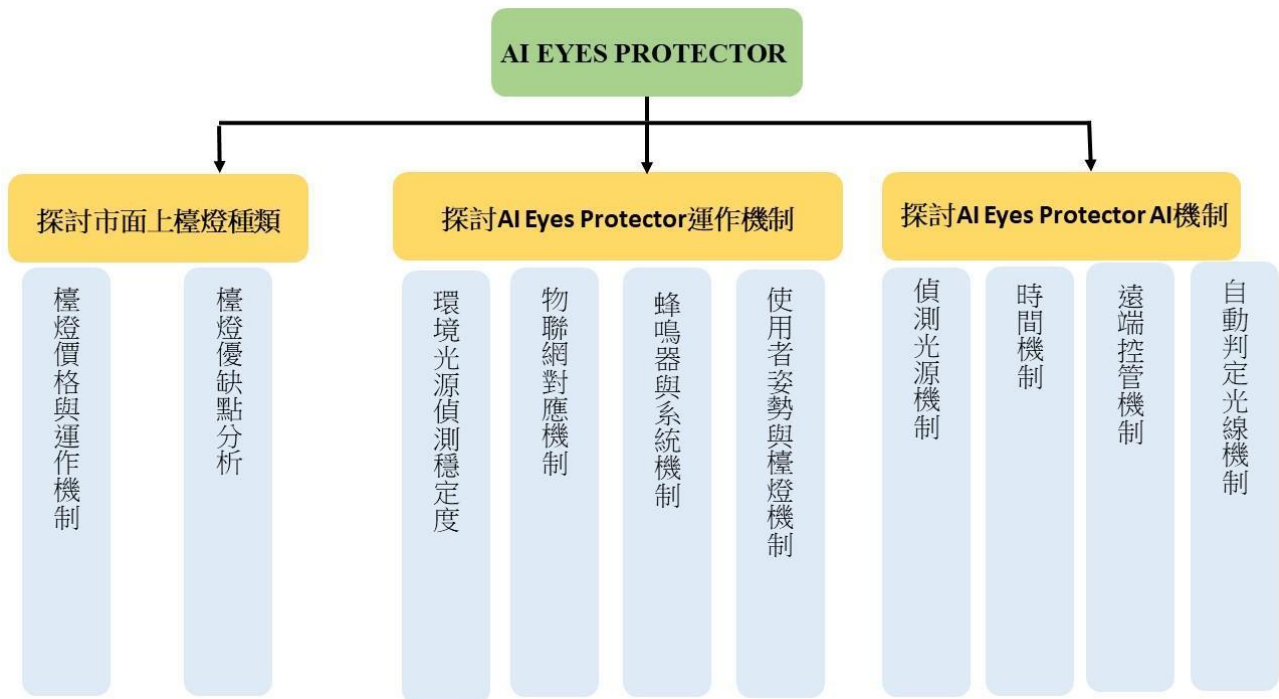 AI EYES PROTECTOR
探討市面上檯燈種類
探討AI Eyes Protector運作機制
探討AI Eyes Protector AI機制
檯燈價格與運作機制
檯燈優缺點分析
環境光源偵測穩定度
物聯網對應機制
蜂鳴器與系統機制
使用者姿勢與檯燈機制
偵測光源機制
時間機制
遠端控管機制
自動判定光線機制